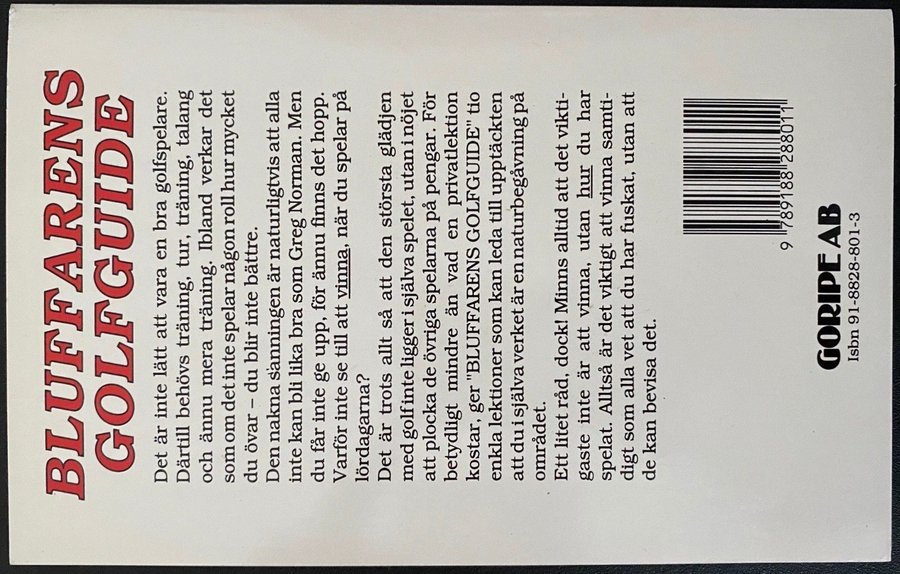 BLUFFARENS
GOLFGUIDE
Det är inte lätt att vara en bra golfspelare.
Därtill behövs träning, tur, träning, talang
och ännu mera träning. Ibland verkar det
som om det inte spelar någon roll hur mycket
du övar – du blir inte bättre.
Den nakna sanningen är naturligtvis att alla
inte kan bli lika bra som Greg Norman. Men
du får inte ge upp, för ännu finns det hopp.
Varför inte se till att vinna, när du spelar på
lördagarna?
Det är trots allt så att den största glädjen
med golf inte ligger i själva spelet, utan i nöjet
att plocka de övriga spelarna på pengar. För
betydligt mindre än vad en privatlektion
kostar, ger "BLUFFARENS GOLFGUIDE" tio
enkla lektioner som kan leda till upptäckten
att du i själva verket är en naturbegåvning på
området.
Ett litet råd, dock! Minns alltid att det vikti-
gaste inte är att vinna, utan hur du har
spelat. Alltså är det viktigt att vinna samti-
digt som alla vet att du har fuskat, utan att
de kan bevisa det.
9 789188 288011
GORIPE AB
Isbn 91-8828-801-3